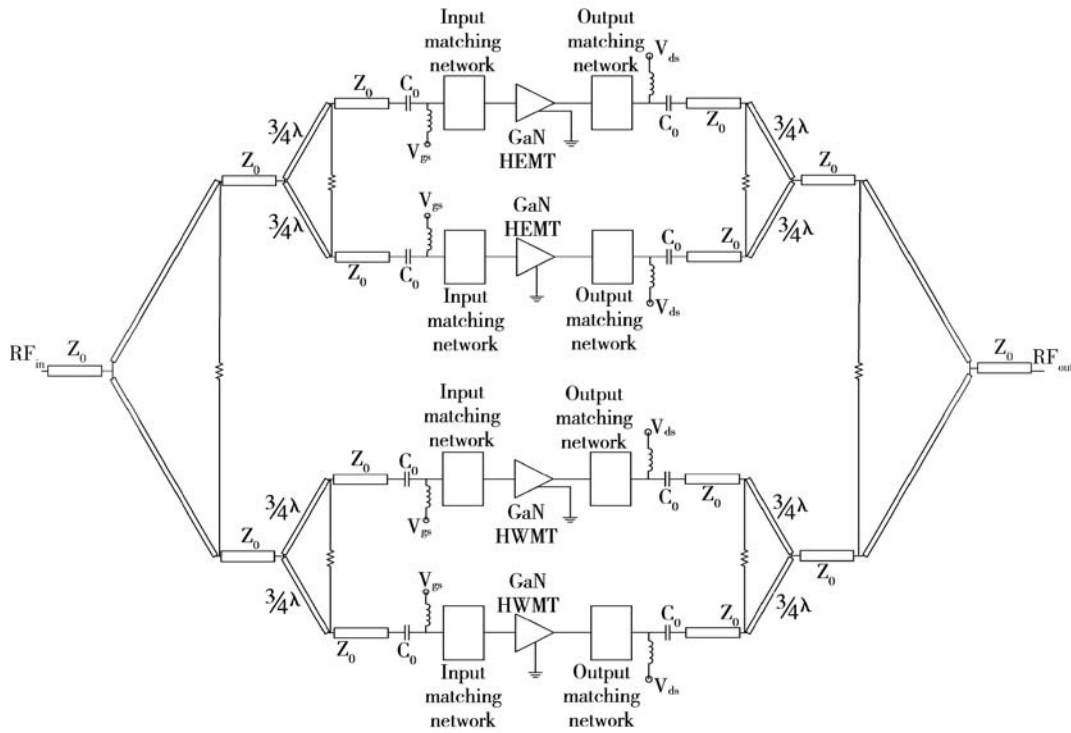 Input
matching
network
Output
matching
network
V_ds
Z_0
C_0
C_0
Z_0
3/4λ
V_gs
GaN
HEMT
3/4λ
Z_0
Z_0
V_gs
GaN
HEMT
C_0
Z_0
3/4λ
3/4λ
Z_0
C_0
Input
matching
network
Output
matching
network
V_ds
RF_in
Z_0
Z_0
RF_out
Input
matching
network
Output
matching
network
V_ds
Z_0
C_0
C_0
Z_0
3/4λ
V_gs
GaN
HWMT
3/4λ
Z_0
Z_0
V_gs
GaN
HWMT
C_0
Z_0
3/4λ
3/4λ
Z_0
C_0
Input
matching
network
Output
matching
network
V_ds